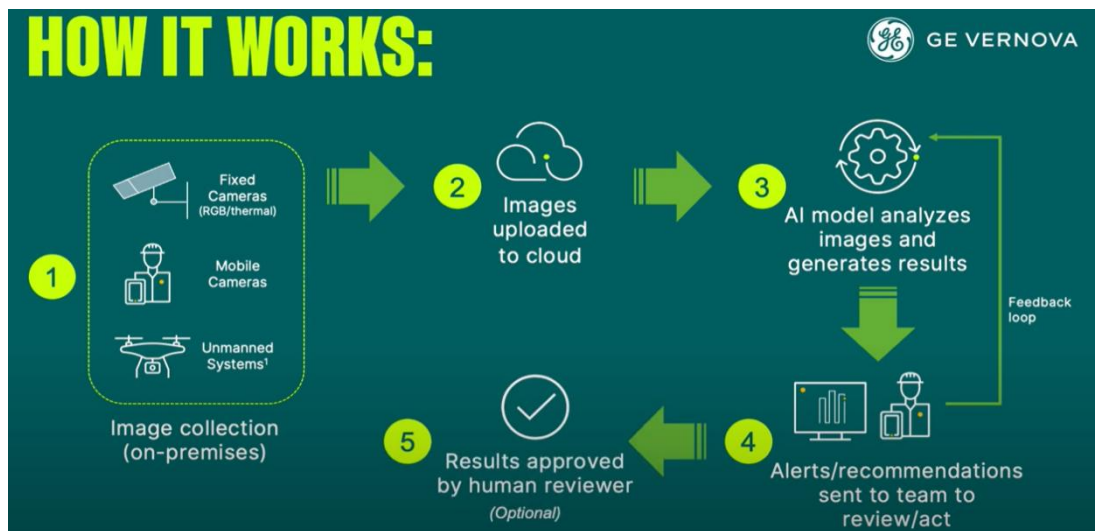 HOW IT WORKS:
GE VERNOVA
1
Fixed
Cameras
(RGB/thermal)
Mobile
Cameras
Unmanned
Systems¹
Image collection
(on-premises)
2
Images
uploaded
to cloud
3
AI model analyzes
images and
generates results
Feedback
loop
4
Alerts/recommendations
sent to team to
review/act
5
Results approved
by human reviewer
(Optional)